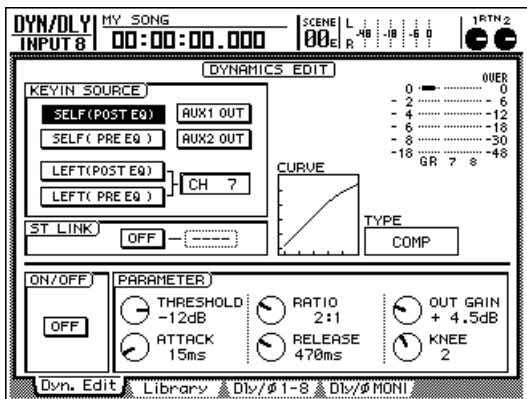 DYN/DLY MY SONG SCENE L 1RTN2
INPUT 8 00:00:00.000 00E R -48 -18 -6 0 C C
DYNAMICS EDIT
KEYIN SOURCE
SELF(POST EQ) AUX1 OUT
SELF( PRE EQ ) AUX2 OUT
LEFT(POST EQ)
LEFT( PRE EQ ) CH 7
OVER
0 0
- 2 -6
- 4 -12
- 6 -18
- 8 -30
-18 -48
GR 7 8
CURVE
TYPE
COMP
ST LINK
OFF ----
ON/OFF
OFF
PARAMETER
THRESHOLD RATIO OUT GAIN
-12dB 2:1 + 4.5dB
ATTACK RELEASE KNEE
15ms 470ms 2
Dyn. Edit Library Dly/Ø 1-8 Dly/Ø MONI